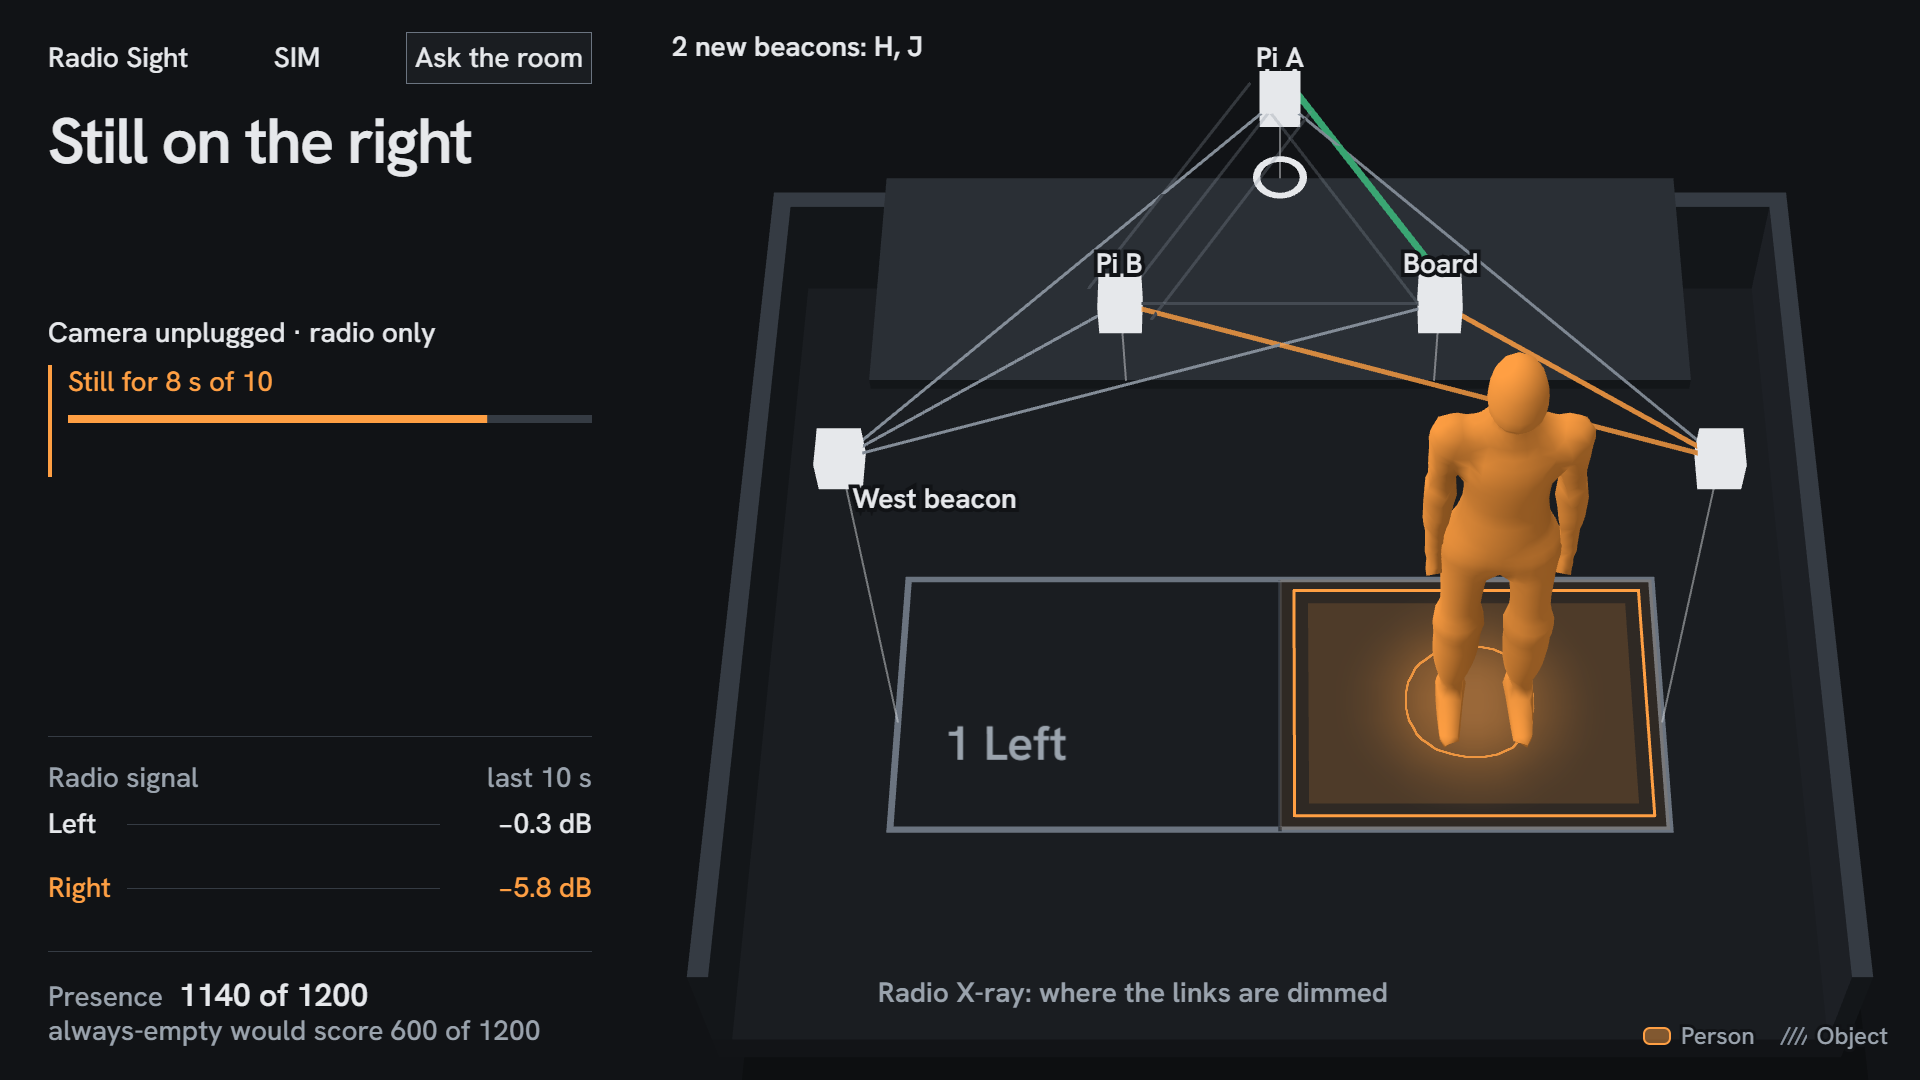 Radio Sight
SIM
Ask the room
Still on the right
Camera unplugged · radio only
Still for 8 s of 10
Radio signal
last 10 s
Left
−0.3 dB
Right
−5.8 dB
Presence 1140 of 1200
always-empty would score 600 of 1200
2 new beacons: H, J
Pi A
Pi B
Board
West beacon
1 Left
Radio X-ray: where the links are dimmed
Person
Object